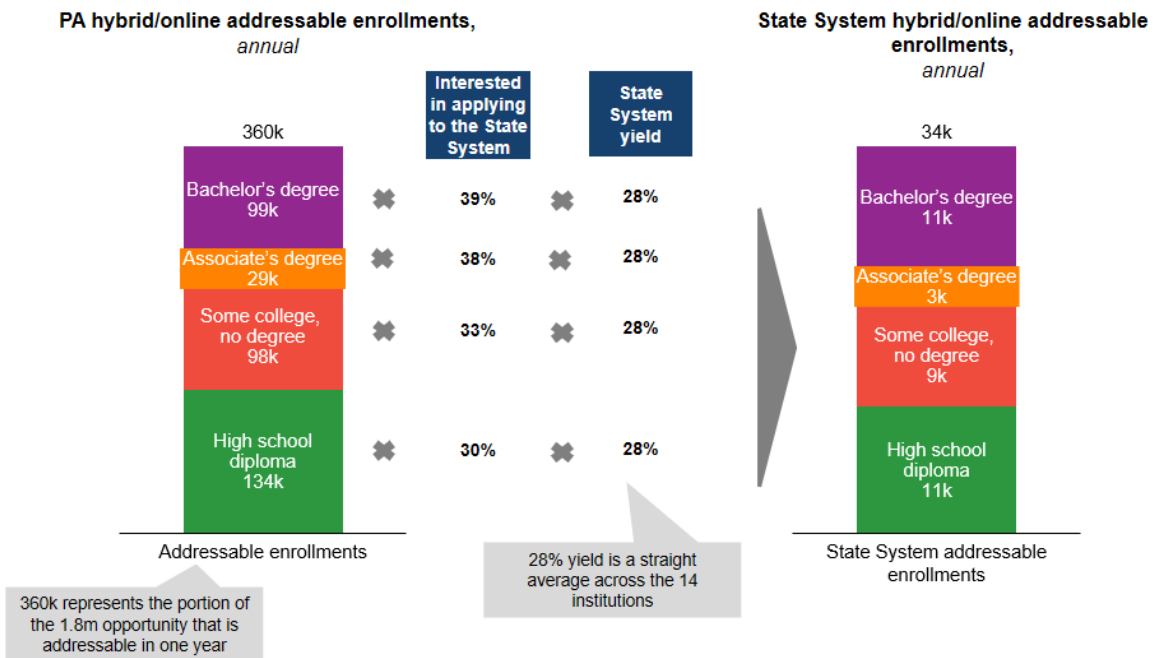 PA hybrid/online addressable enrollments,
annual
State System hybrid/online addressable
enrollments,
annual
Interested
in applying
to the State
System
State
System
yield
360k
Bachelor's degree
99k
39%
28%
Associate's degree
29k
38%
28%
Some college,
no degree
98k
33%
28%
High school
diploma
134k
30%
28%
Addressable enrollments
360k represents the portion of
the 1.8m opportunity that is
addressable in one year
28% yield is a straight
average across the 14
institutions
34k
Bachelor's degree
11k
Associate's degree
3k
Some college,
no degree
9k
High school
diploma
11k
State System addressable
enrollments